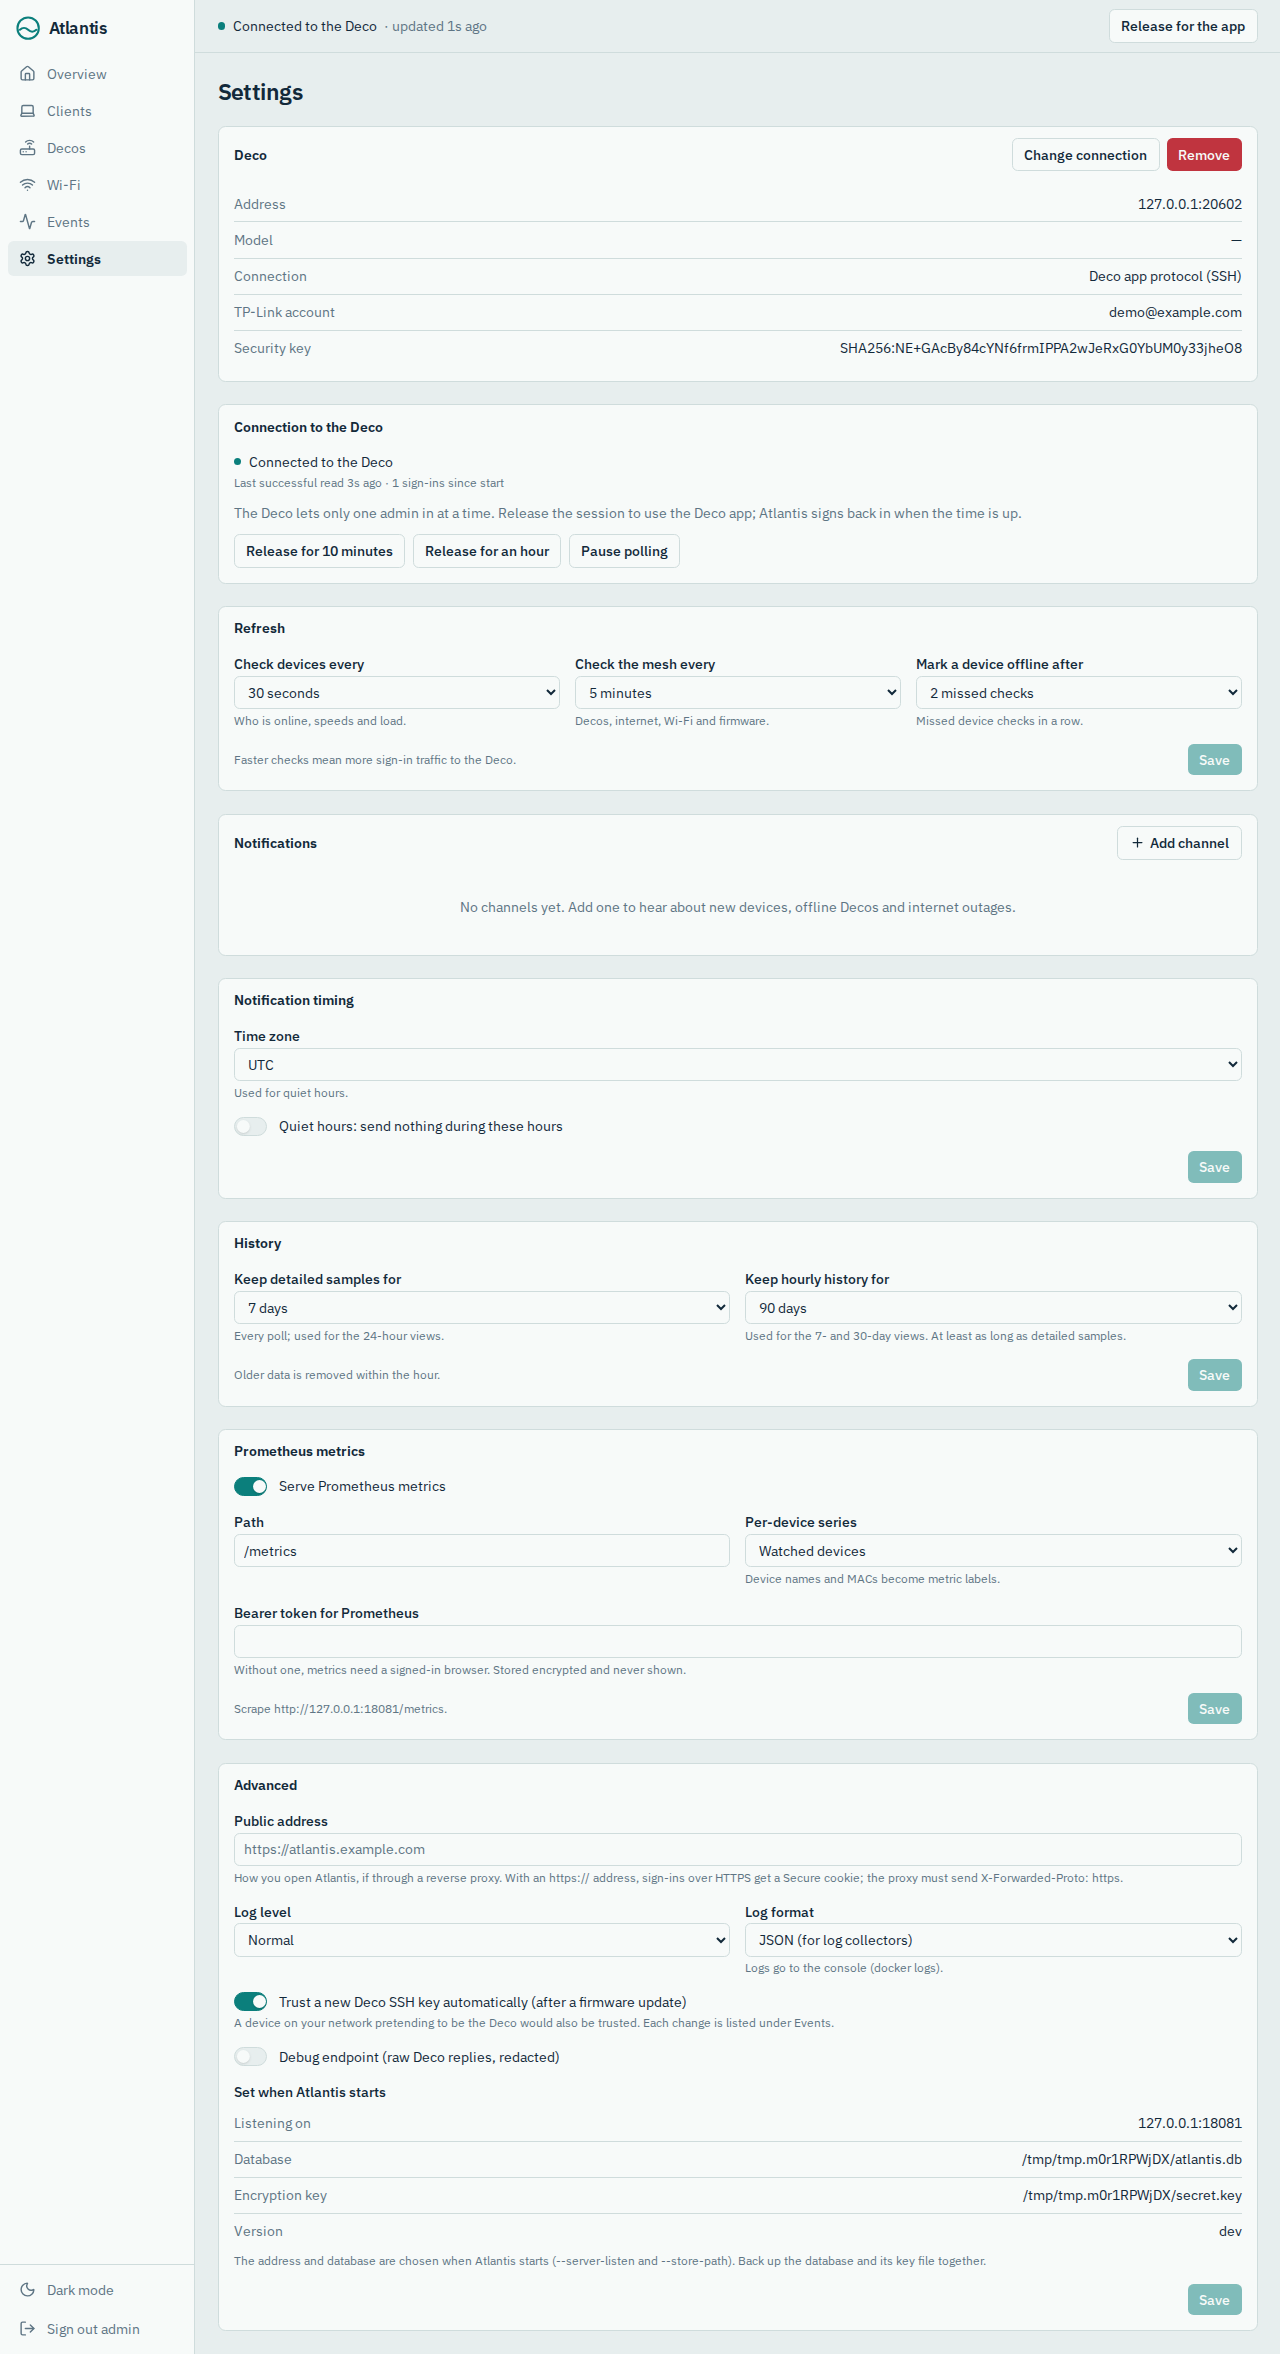 Atlantis
Overview
Clients
Decos
Wi-Fi
Events
Settings
Dark mode
Sign out admin
Connected to the Deco · updated 1s ago
Release for the app
Settings
Deco
Change connection
Remove
Address 127.0.0.1:20602
Model —
Connection Deco app protocol (SSH)
TP-Link account demo@example.com
Security key SHA256:NE+GAcBy84cYNf6frmIPPA2wJeRxG0YbUM0y33jheO8
Connection to the Deco
Connected to the Deco
Last successful read 3s ago · 1 sign-ins since start
The Deco lets only one admin in at a time. Release the session to use the Deco app; Atlantis signs back in when the time is up.
Release for 10 minutes
Release for an hour
Pause polling
Refresh
Check devices every
30 seconds
Who is online, speeds and load.
Check the mesh every
5 minutes
Decos, internet, Wi-Fi and firmware.
Mark a device offline after
2 missed checks
Missed device checks in a row.
Faster checks mean more sign-in traffic to the Deco.
Save
Notifications
+ Add channel
No channels yet. Add one to hear about new devices, offline Decos and internet outages.
Notification timing
Time zone
UTC
Used for quiet hours.
Quiet hours: send nothing during these hours
Save
History
Keep detailed samples for
7 days
Every poll; used for the 24-hour views.
Keep hourly history for
90 days
Used for the 7- and 30-day views. At least as long as detailed samples.
Older data is removed within the hour.
Save
Prometheus metrics
Serve Prometheus metrics
Path
/metrics
Per-device series
Watched devices
Device names and MACs become metric labels.
Bearer token for Prometheus
Without one, metrics need a signed-in browser. Stored encrypted and never shown.
Scrape http://127.0.0.1:18081/metrics.
Save
Advanced
Public address
https://atlantis.example.com
How you open Atlantis, if through a reverse proxy. With an https:// address, sign-ins over HTTPS get a Secure cookie; the proxy must send X-Forwarded-Proto: https.
Log level
Normal
Log format
JSON (for log collectors)
Logs go to the console (docker logs).
Trust a new Deco SSH key automatically (after a firmware update)
A device on your network pretending to be the Deco would also be trusted. Each change is listed under Events.
Debug endpoint (raw Deco replies, redacted)
Set when Atlantis starts
Listening on 127.0.0.1:18081
Database /tmp/tmp.m0r1RPWjDX/atlantis.db
Encryption key /tmp/tmp.m0r1RPWjDX/secret.key
Version dev
The address and database are chosen when Atlantis starts (--server-listen and --store-path). Back up the database and its key file together.
Save